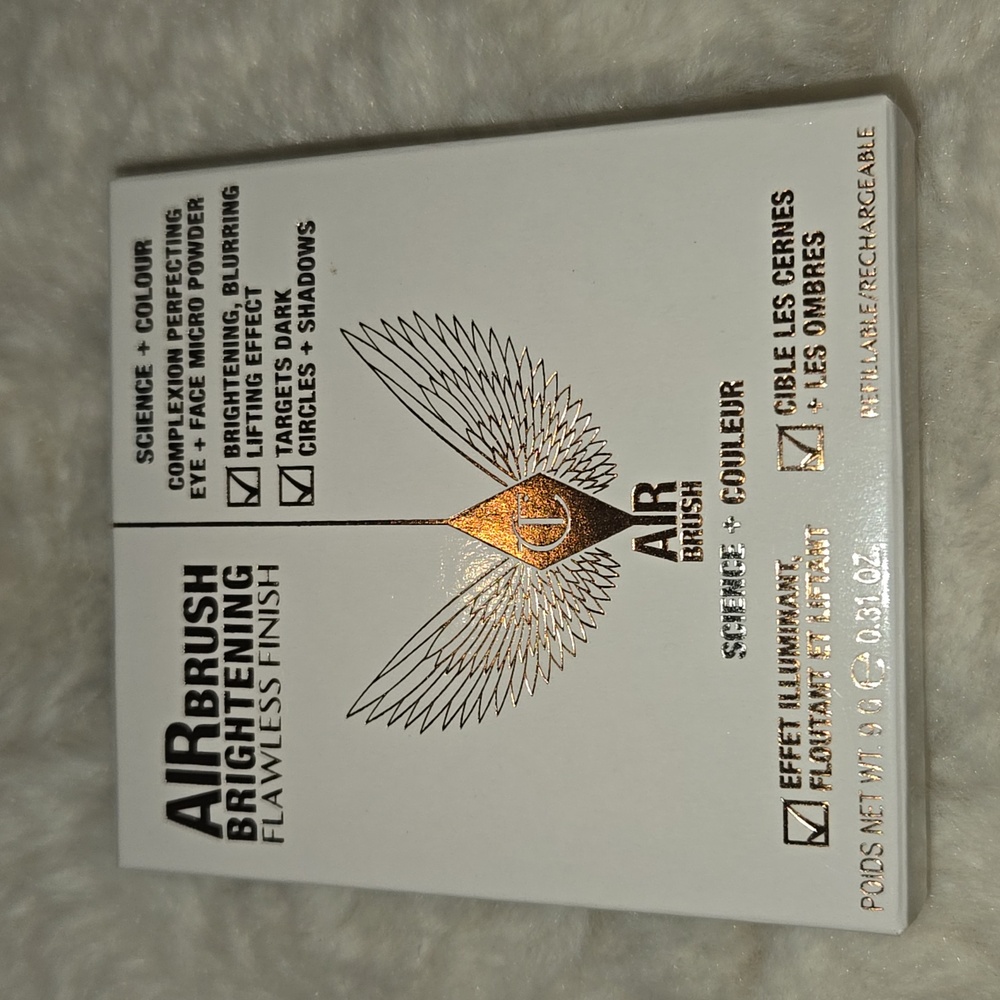 AIRBRUSH
BRIGHTENING
FLAWLESS FINISH
SCIENCE + COLOUR
COMPLEXION PERFECTING
EYE + FACE MICRO POWDER
BRIGHTENING, BLURRING
LIFTING EFFECT
TARGETS DARK
CIRCLES + SHADOWS
CT
AIR
BRUSH
SCIENCE + COULEUR
EFFET ILLUMINANT,
FLOUTANT ET LIFTANT
CIBLE LES CERNES
+ LES OMBRES
POIDS NET WT. 9 G ℮ 0.31 OZ.
REFILLABLE/RECHARGEABLE